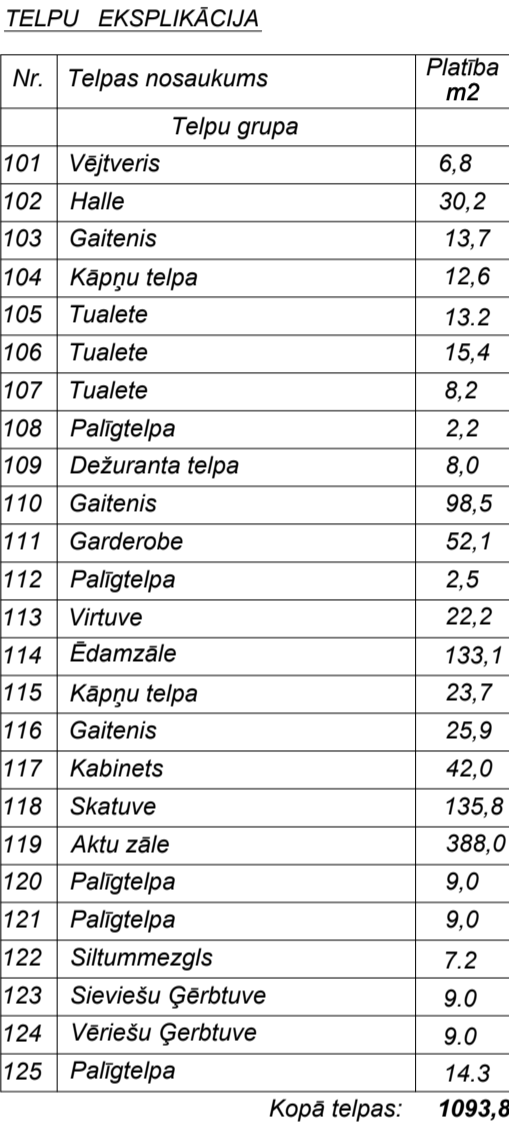 TELPU EKSPLIKĀCIJA
Nr. Telpas nosaukums Platība m2
Telpu grupa
101 Vējtveris 6,8
102 Halle 30,2
103 Gaitenis 13,7
104 Kāpņu telpa 12,6
105 Tualete 13.2
106 Tualete 15,4
107 Tualete 8,2
108 Palīgtelpa 2,2
109 Dežuranta telpa 8,0
110 Gaitenis 98,5
111 Garderobe 52,1
112 Palīgtelpa 2,5
113 Virtuve 22,2
114 Ēdamzāle 133,1
115 Kāpņu telpa 23,7
116 Gaitenis 25,9
117 Kabinets 42,0
118 Skatuve 135,8
119 Aktu zāle 388,0
120 Palīgtelpa 9,0
121 Palīgtelpa 9,0
122 Siltummezgls 7.2
123 Sieviešu Ģērbtuve 9.0
124 Vēriešu Ģerbtuve 9.0
125 Palīgtelpa 14.3
Kopā telpas: 1093,8